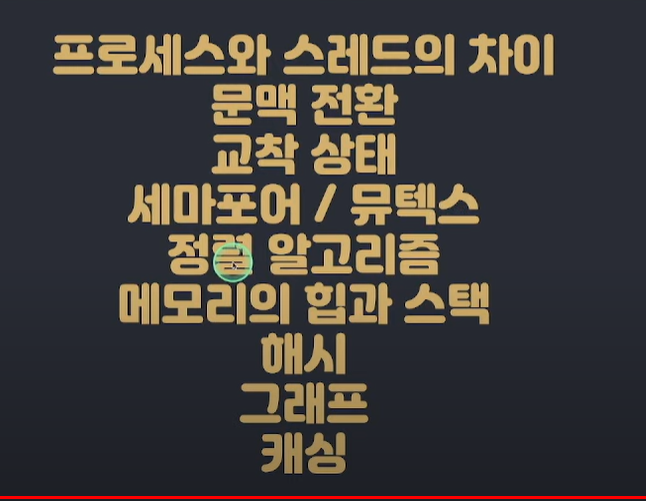 프로세스와 스레드의 차이
문맥 전환
교착 상태
세마포어 / 뮤텍스
정렬 알고리즘
메모리의 힙과 스택
해시
그래프
캐싱